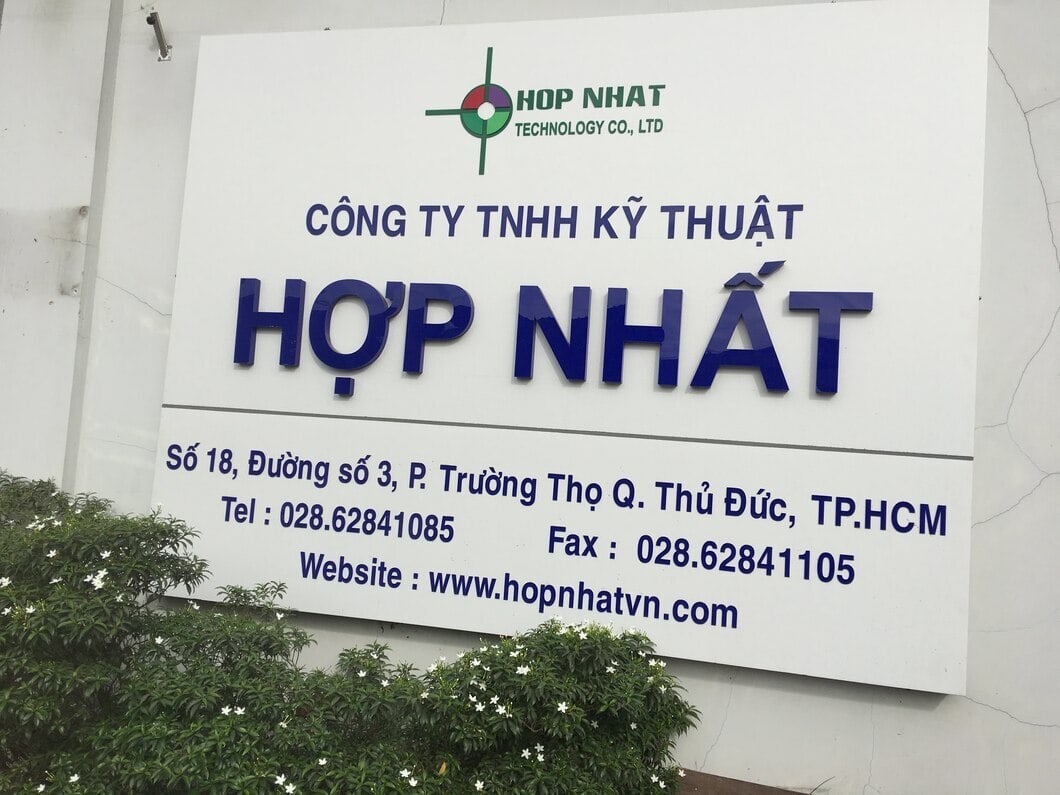 HOP NHAT
TECHNOLOGY CO., LTD
CÔNG TY TNHH KỸ THUẬT
HỢP NHẤT
Số 18, Đường số 3, P. Trường Thọ Q. Thủ Đức, TP.HCM
Tel : 028.62841085 Fax : 028.62841105
Website : www.hopnhatvn.com